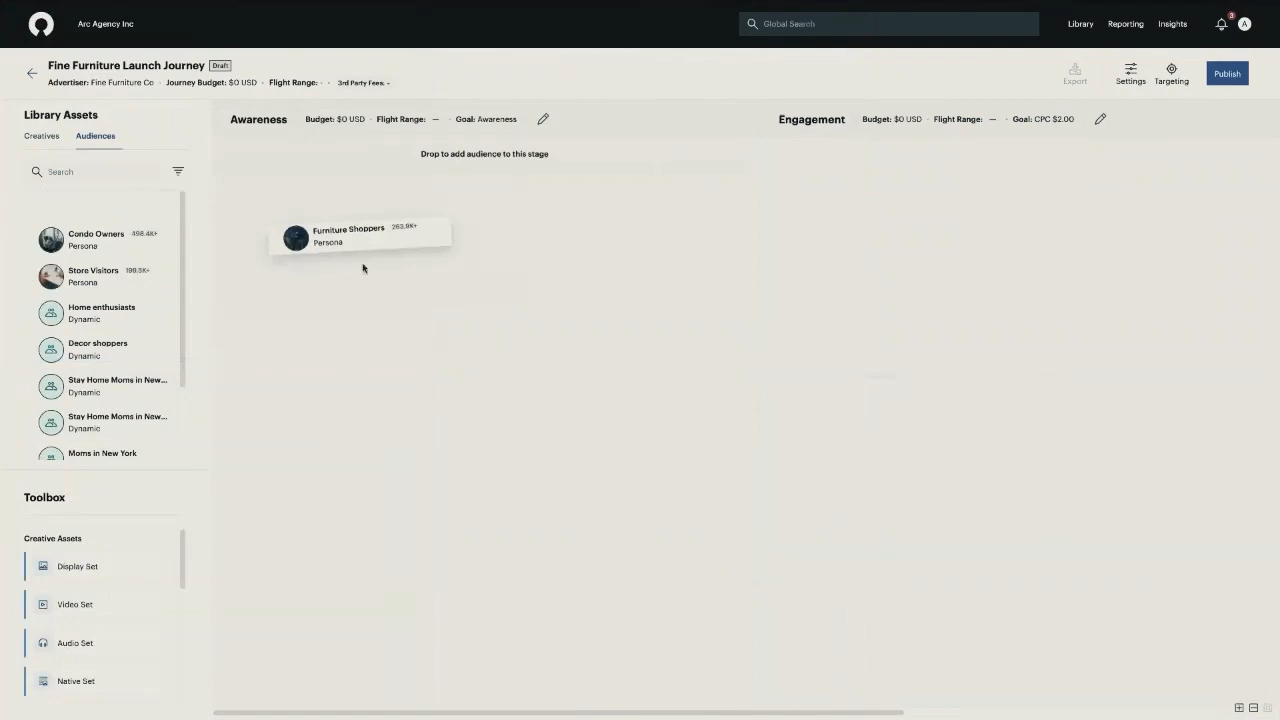 Arc Agency Inc
Global Search
Library
Reporting
Insights
A
Fine Furniture Launch Journey
Draft
Advertiser: Fine Furniture Co · Journey Budget: $0 USD · Flight Range: · · 3rd Party Fees: -
Export
Settings
Targeting
Publish
Library Assets
Creatives
Audiences
Search
Condo Owners 498.4K+
Persona
Store Visitors 199.5K+
Persona
Home enthusiasts
Dynamic
Decor shoppers
Dynamic
Stay Home Moms in New...
Dynamic
Stay Home Moms in New...
Dynamic
Moms in New York
Toolbox
Creative Assets
Display Set
Video Set
Audio Set
Native Set
Awareness
Budget: $0 USD · Flight Range: — · Goal: Awareness
Drop to add audience to this stage
Furniture Shoppers 263.9K+
Persona
Engagement
Budget: $0 USD · Flight Range: — · Goal: CPC $2.00